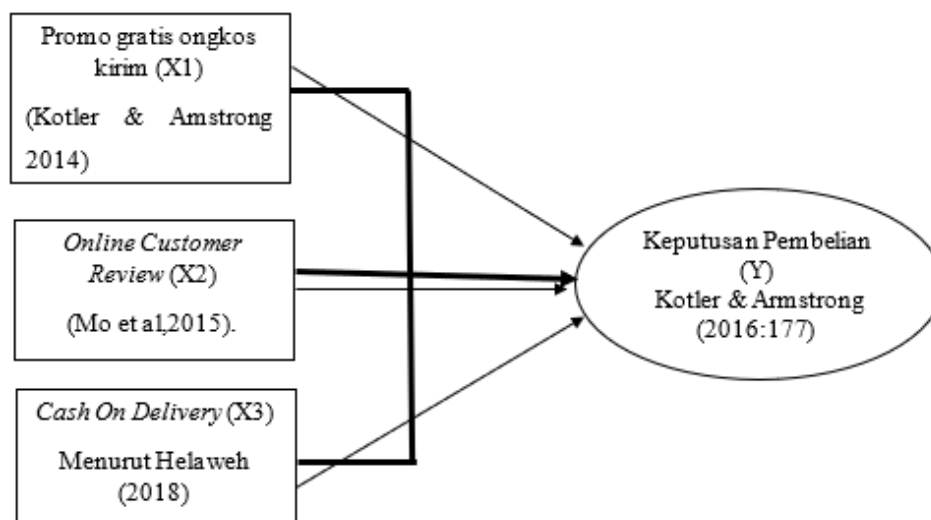 Promo gratis ongkos
kirim (X1)
(Kotler & Amstrong
2014)
Online Customer
Review (X2)
(Mo et al,2015).
Cash On Delivery (X3)
Menurut Helaweh
(2018)
Keputusan Pembelian
(Y)
Kotler & Armstrong
(2016:177)